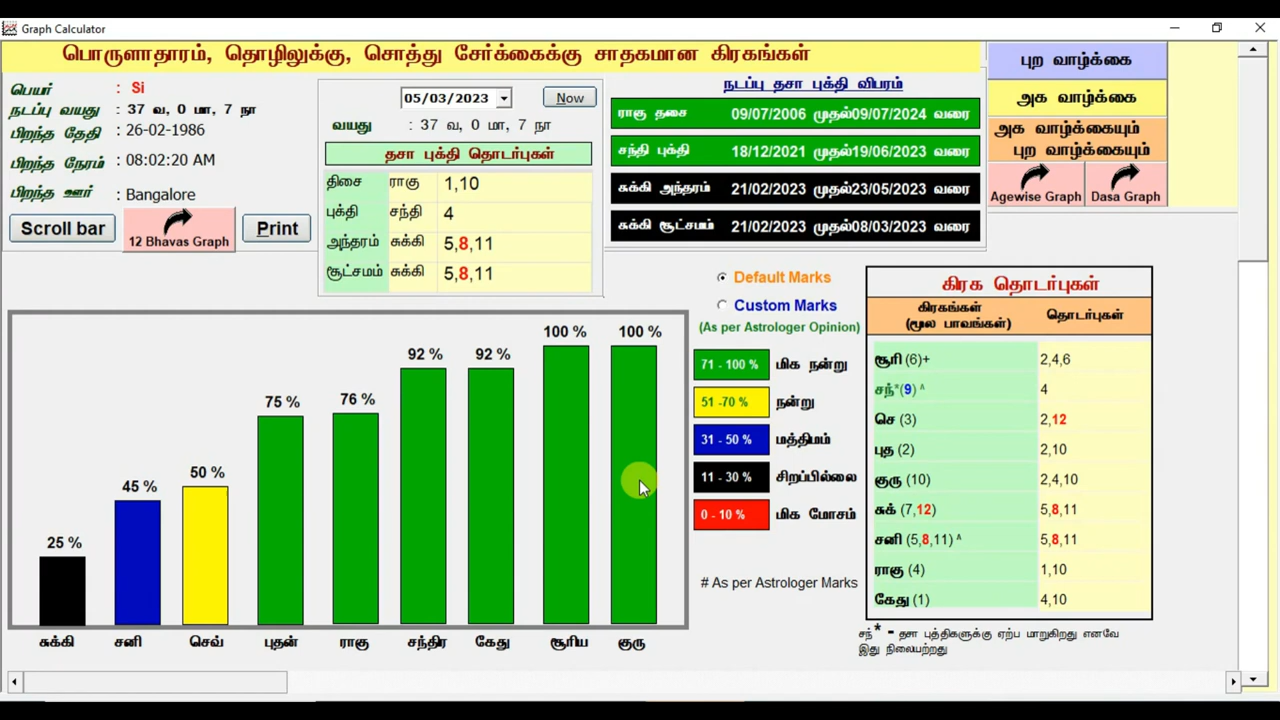 Graph Calculator
பொருளாதாரம், தொழிலுக்கு, சொத்து சேர்க்கைக்கு சாதகமான கிரகங்கள்
பெயர் : Si
நடப்பு வயது : 37 வ, 0 மா, 7 நா
பிறந்த தேதி : 26-02-1986
பிறந்த நேரம் : 08:02:20 AM
பிறந்த ஊர் : Bangalore
Scroll bar
12 Bhavas Graph
Print
05/03/2023
Now
வயது : 37 வ, 0 மா, 7 நா
தசா புக்தி தொடர்புகள்
திசை ராகு 1,10
புக்தி சந்தி 4
அந்தரம் சுக்கி 5,8,11
சூட்சமம் சுக்கி 5,8,11
நடப்பு தசா புக்தி விபரம்
ராகு தசை 09/07/2006 முதல்09/07/2024 வரை
சந்தி புக்தி 18/12/2021 முதல்19/06/2023 வரை
சுக்கி அந்தரம் 21/02/2023 முதல்23/05/2023 வரை
சுக்கி சூட்சமம் 21/02/2023 முதல்08/03/2023 வரை
புற வாழ்க்கை
அக வாழ்க்கை
அக வாழ்க்கையும்
புற வாழ்க்கையும்
Agewise Graph
Dasa Graph
25 %
45 %
50 %
75 %
76 %
92 %
92 %
100 %
100 %
சுக்கி சனி செவ் புதன் ராகு சந்திர கேது சூரிய குரு
Default Marks
Custom Marks
(As per Astrologer Opinion)
71 - 100 % மிக நன்று
51 -70 % நன்று
31 - 50 % மத்திமம்
11 - 30 % சிறப்பில்லை
0 - 10 % மிக மோசம்
# As per Astrologer Marks
கிரக தொடர்புகள்
கிரகங்கள்
(மூல பாவங்கள்) தொடர்புகள்
சூரி (6)+ 2,4,6
சந்*(9) ^ 4
செ (3) 2,12
புத (2) 2,10
குரு (10) 2,4,10
சுக் (7,12) 5,8,11
சனி (5,8,11) ^ 5,8,11
ராகு (4) 1,10
கேது (1) 4,10
சந்* - தசா புத்திகளுக்கு ஏற்ப மாறுகிறது எனவே
இது நிலையற்றது